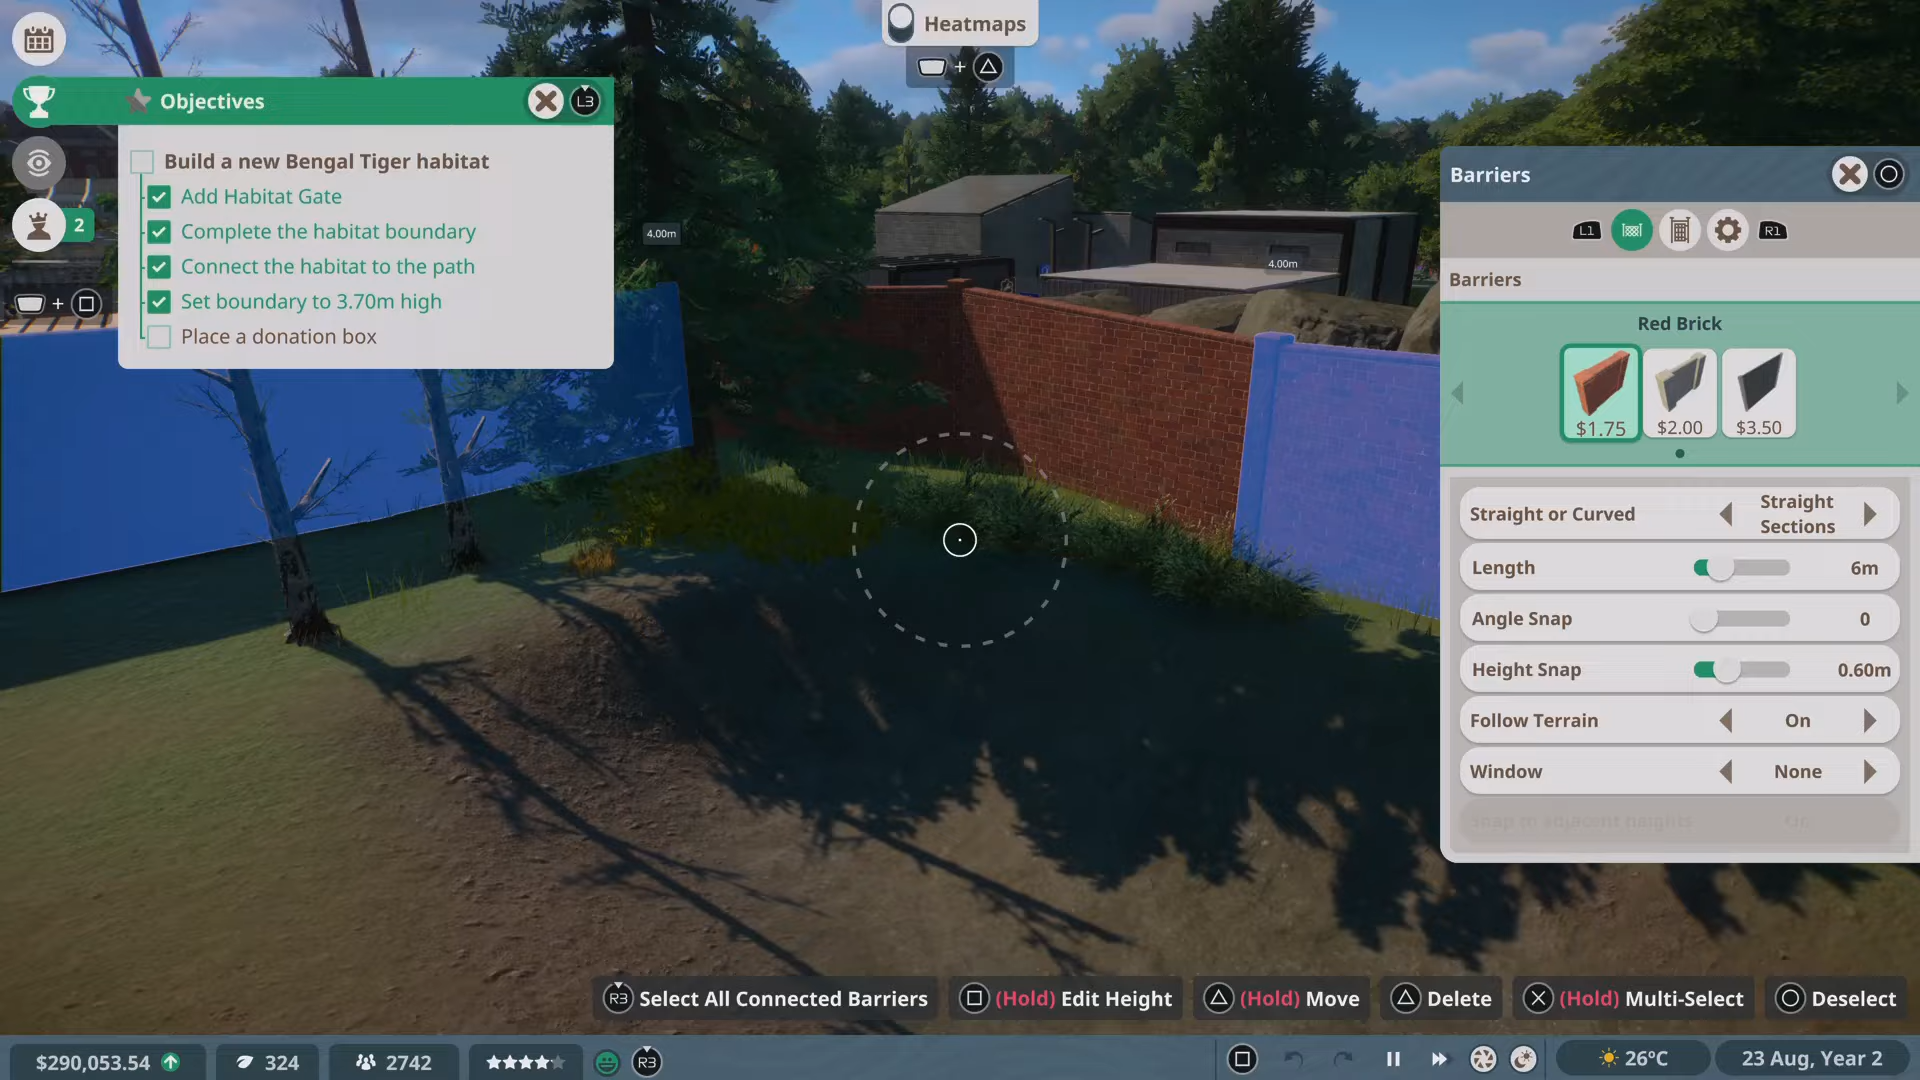 Heatmaps
+
Objectives
L3
Build a new Bengal Tiger habitat
Add Habitat Gate
Complete the habitat boundary
Connect the habitat to the path
Set boundary to 3.70m high
Place a donation box
2
+
4.00m
4.00m
Barriers
L1
R1
Barriers
Red Brick
$1.75
$2.00
$3.50
Straight or Curved
Straight
Sections
Length
6m
Angle Snap
0
Height Snap
0.60m
Follow Terrain
On
Window
None
Snap to adjacent heights
R3 Select All Connected Barriers
(Hold) Edit Height
(Hold) Move
Delete
(Hold) Multi-Select
Deselect
$290,053.54
324
2742
R3
26°C
23 Aug, Year 2